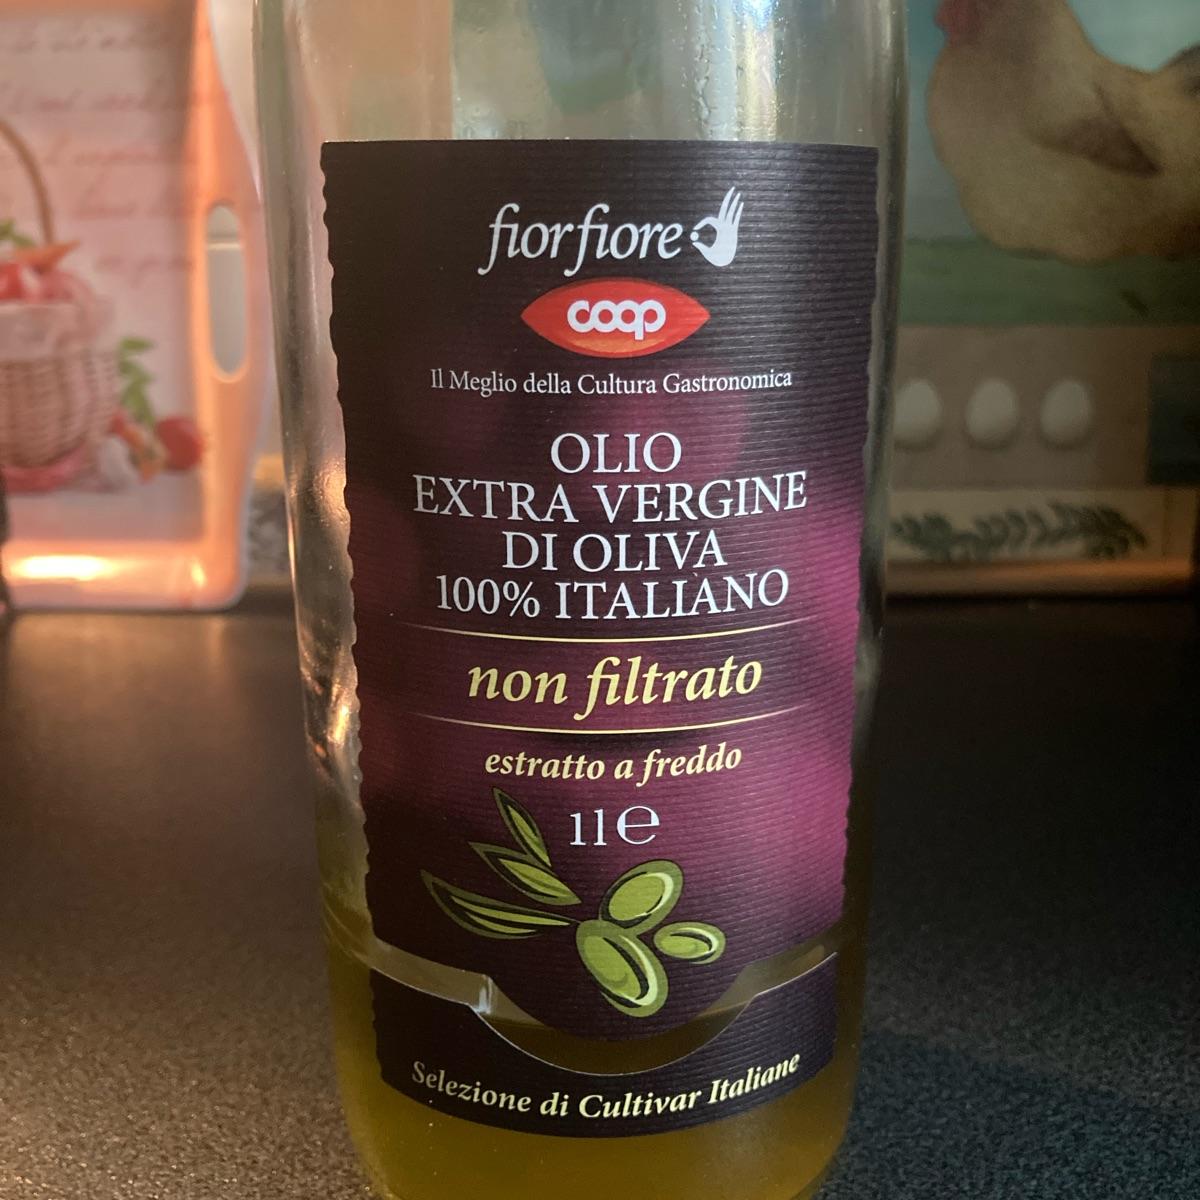 fiorfiore
coop
Il Meglio della Cultura Gastronomica
OLIO
EXTRA VERGINE
DI OLIVA
100% ITALIANO
non filtrato
estratto a freddo
1l℮
Selezione di Cultivar Italiane